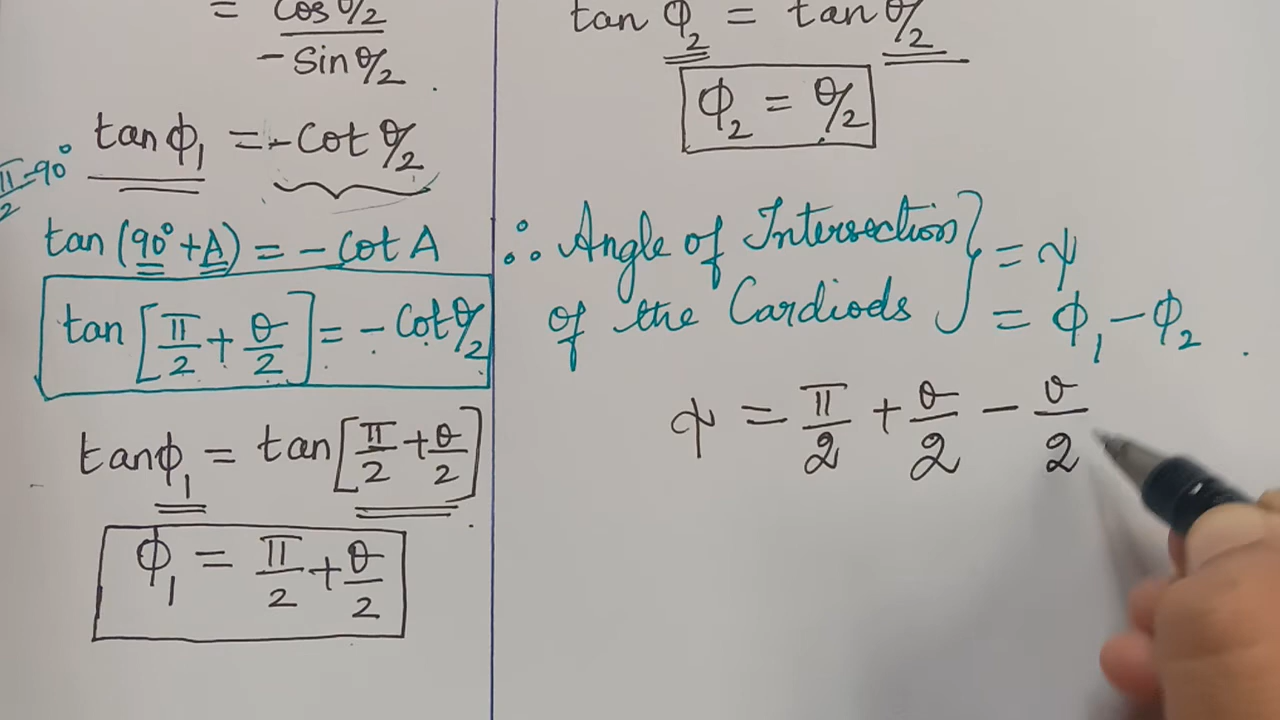 = Cos θ/2
- Sin θ/2 .
tan ϕ₁ = - Cot θ/2
π/2 - 90°
tan (90° + A) = - Cot A
tan [π/2 + θ/2] = - Cot θ/2
tan ϕ₁ = tan [π/2 + θ/2]
ϕ₁ = π/2 + θ/2
tan ϕ₂ = tan θ/2
ϕ₂ = θ/2
∴ Angle of Intersection } = ψ
of the Cardiods = ϕ₁ - ϕ₂ .
ψ = π/2 + θ/2 - θ/2